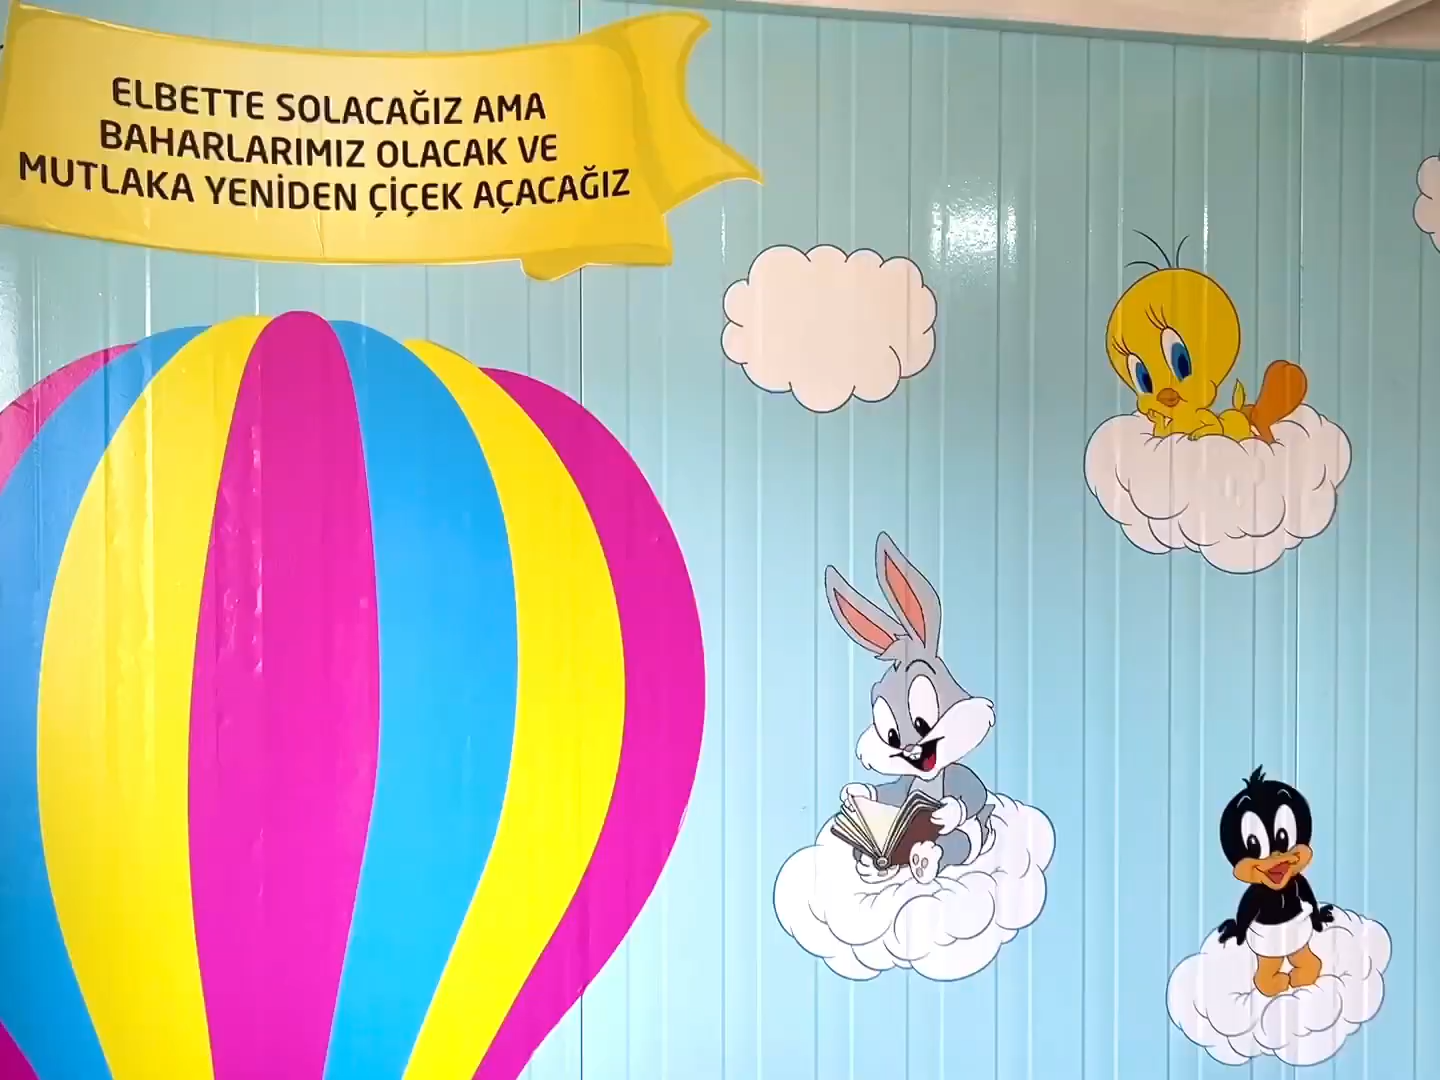 ELBETTE SOLACAĞIZ AMA
BAHARLARIMIZ OLACAK VE
MUTLAKA YENİDEN ÇİÇEK AÇACAĞIZ